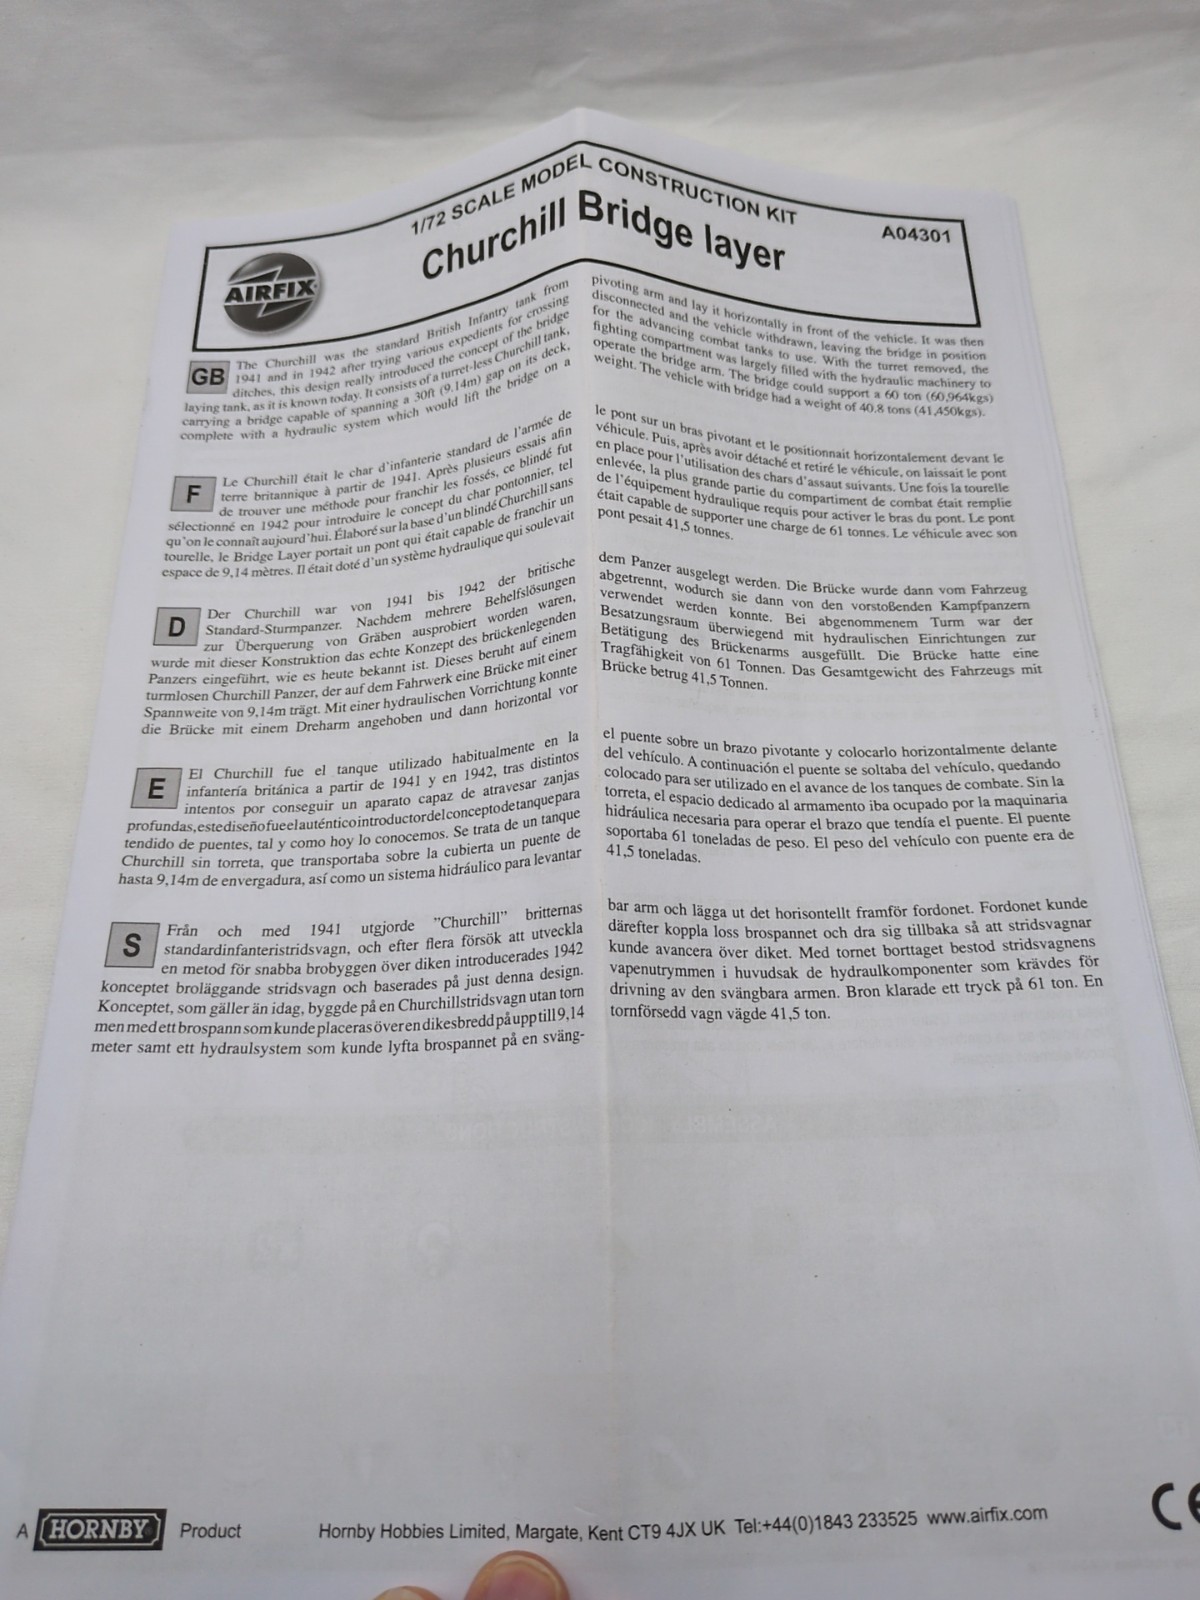 1/72 SCALE MODEL CONSTRUCTION KIT
Churchill Bridge layer
A04301
AIRFIX
GB
The Churchill was the standard British Infantry tank from
1941 and in 1942 after trying various expedients for crossing
ditches, this design really introduced the concept of the bridge
laying tank, as it is known today. It consists of a turret-less Churchill tank,
carrying a bridge capable of spanning a 30ft (9.14m) gap on its deck,
complete with a hydraulic system which would lift the bridge on a
pivoting arm and lay it horizontally in front of the vehicle. It was then
disconnected and the vehicle withdrawn, leaving the bridge in position
for the advancing combat tanks to use. With the turret removed, the
fighting compartment was largely filled with the hydraulic machinery to
operate the bridge arm. The bridge could support a 60 ton (60,964kgs)
weight. The vehicle with bridge had a weight of 40.8 tons (41,450kgs).
F
Le Churchill était le char d'infanterie standard de l'armée de
terre britannique à partir de 1941. Après plusieurs essais afin
de trouver une méthode pour franchir les fossés, ce blindé fut
sélectionné en 1942 pour introduire le concept du char pontonnier, tel
qu'on le connaît aujourd'hui. Élaboré sur la base d'un blindé Churchill sans
tourelle, le Bridge Layer portait un pont qui était capable de franchir un
espace de 9,14 mètres. Il était doté d'un système hydraulique qui soulevait
le pont sur un bras pivotant et le positionnait horizontalement devant le
véhicule. Puis, après avoir détaché et retiré le véhicule, on laissait le pont
en place pour l'utilisation des chars d'assaut suivants. Une fois la tourelle
enlevée, la plus grande partie du compartiment de combat était remplie
de l'équipement hydraulique requis pour activer le bras du pont. Le pont
était capable de supporter une charge de 61 tonnes. Le véhicule avec son
pont pesait 41,5 tonnes.
D
Der Churchill war von 1941 bis 1942 der britische
Standard-Sturmpanzer. Nachdem mehrere Behelfslösungen
zur Überquerung von Gräben ausprobiert worden waren,
wurde mit dieser Konstruktion das echte Konzept des brückenlegenden
Panzers eingeführt, wie es heute bekannt ist. Dieses beruht auf einem
turmlosen Churchill Panzer, der auf dem Fahrwerk eine Brücke mit einer
Spannweite von 9,14m trägt. Mit einer hydraulischen Vorrichtung konnte
die Brücke mit einem Dreharm angehoben und dann horizontal vor
dem Panzer ausgelegt werden. Die Brücke wurde dann vom Fahrzeug
abgetrennt, wodurch sie dann von den vorstoßenden Kampfpanzern
verwendet werden konnte. Bei abgenommenem Turm war der
Besatzungsraum überwiegend mit hydraulischen Einrichtungen zur
Betätigung des Brückenarms ausgefüllt. Die Brücke hatte eine
Tragfähigkeit von 61 Tonnen. Das Gesamtgewicht des Fahrzeugs mit
Brücke betrug 41,5 Tonnen.
E
El Churchill fue el tanque utilizado habitualmente en la
infantería británica a partir de 1941 y en 1942, tras distintos
intentos por conseguir un aparato capaz de atravesar zanjas
profundas, este diseño fue el auténtico introductor del concepto de tanque para
tendido de puentes, tal y como hoy lo conocemos. Se trata de un tanque
Churchill sin torreta, que transportaba sobre la cubierta un puente de
hasta 9,14m de envergadura, así como un sistema hidráulico para levantar
el puente sobre un brazo pivotante y colocarlo horizontalmente delante
del vehículo. A continuación el puente se soltaba del vehículo, quedando
colocado para ser utilizado en el avance de los tanques de combate. Sin la
torreta, el espacio dedicado al armamento iba ocupado por la maquinaria
hidráulica necesaria para operar el brazo que tendía el puente. El puente
soportaba 61 toneladas de peso. El peso del vehículo con puente era de
41,5 toneladas.
S
Från och med 1941 utgjorde ”Churchill” britternas
standardinfanteristridsvagn, och efter flera försök att utveckla
en metod för snabba brobyggen över diken introducerades 1942
konceptet broläggande stridsvagn och baserades på just denna design.
Konceptet, som gäller än idag, byggde på en Churchillstridsvagn utan torn
men med ett brospann som kunde placeras över en dikesbredd på upp till 9,14
meter samt ett hydraulsystem som kunde lyfta brospannet på en sväng-
bar arm och lägga ut det horisontellt framför fordonet. Fordonet kunde
därefter koppla loss brospannet och dra sig tillbaka så att stridsvagnar
kunde avancera över diket. Med tornet borttaget bestod stridsvagnens
vapenutrymmen i huvudsak de hydraulkomponenter som krävdes för
drivning av den svängbara armen. Bron klarade ett tryck på 61 ton. En
tornförsedd vagn vägde 41,5 ton.
A HORNBY Product
Hornby Hobbies Limited, Margate, Kent CT9 4JX UK Tel:+44(0)1843 233525 www.airfix.com
CE